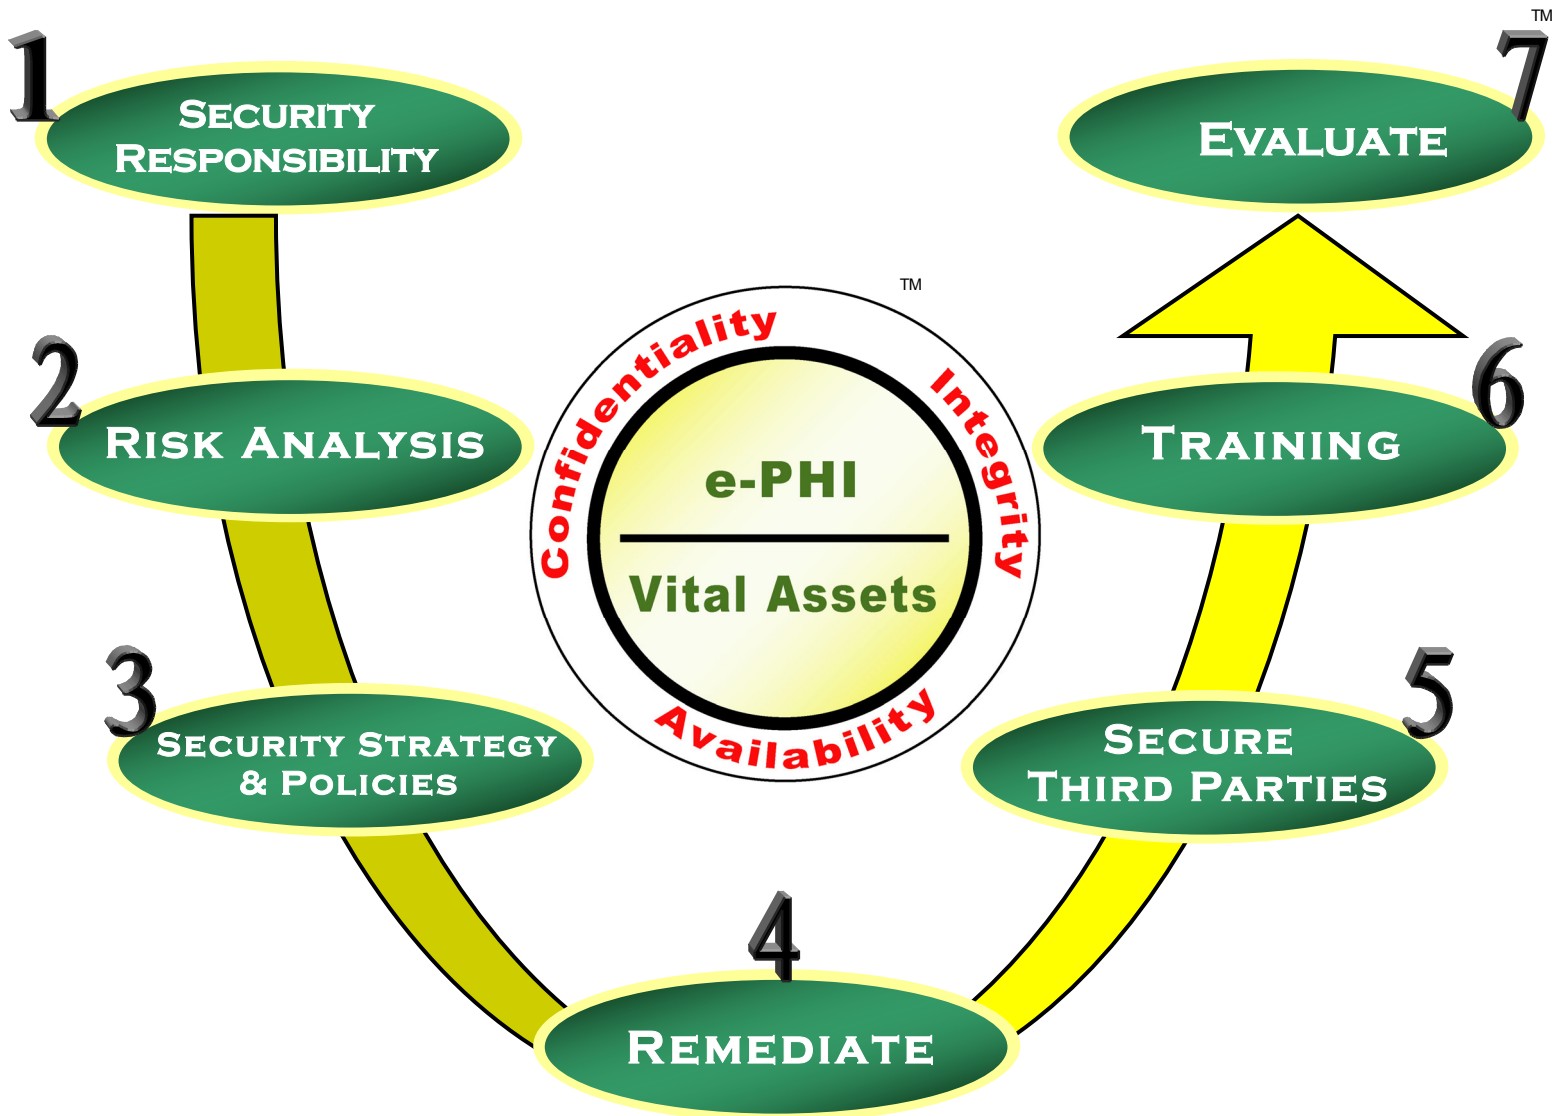 1
SECURITY
RESPONSIBILITY
2
RISK ANALYSIS
3
SECURITY STRATEGY
& POLICIES
4
REMEDIATE
5
SECURE
THIRD PARTIES
6
TRAINING
TM
7
EVALUATE
TM
Confidentiality
Integrity
Availability
e-PHI
Vital Assets